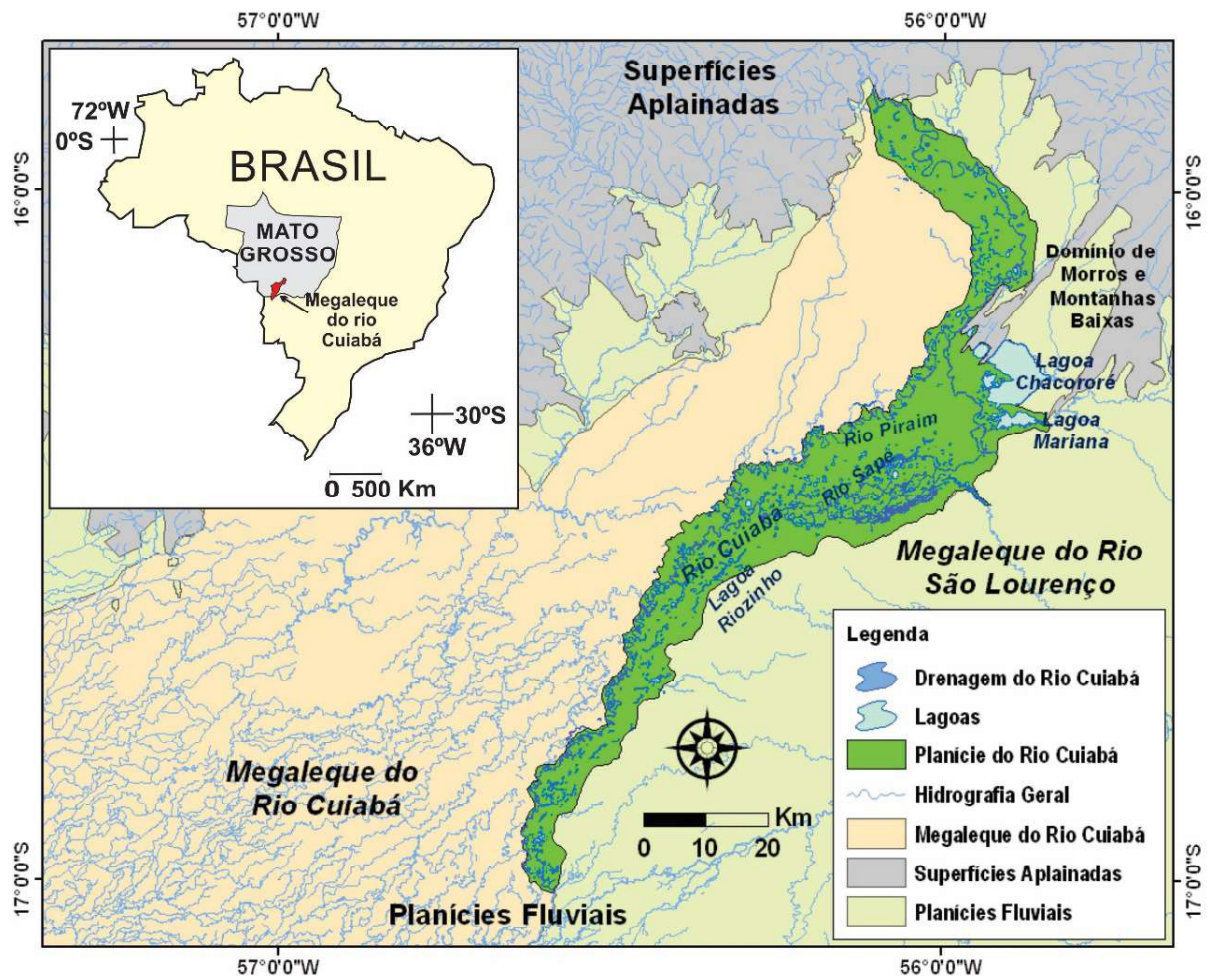 57°0'0"W
56°0'0"W
16°0'0"S
16°0'0"S
72ºW
0ºS
BRASIL
MATO
GROSSO
Megaleque
do rio
Cuiabá
30ºS
36ºW
0 500 Km
Superfícies
Aplainadas
Domínio de
Morros e
Montanhas
Baixas
Lagoa
Chacororé
Lagoa
Mariana
Rio Piraim
Rio Sapé
Rio Cuiabá
Lagoa
Riozinho
Megaleque do Rio
São Lourenço
Megaleque do
Rio Cuiabá
Planícies Fluviais
Km
0 10 20
Legenda
Drenagem do Rio Cuiabá
Lagoas
Planície do Rio Cuiabá
Hidrografia Geral
Megaleque do Rio Cuiabá
Superfícies Aplainadas
Planícies Fluviais
17°0'0"S
17°0'0"S
57°0'0"W
56°0'0"W